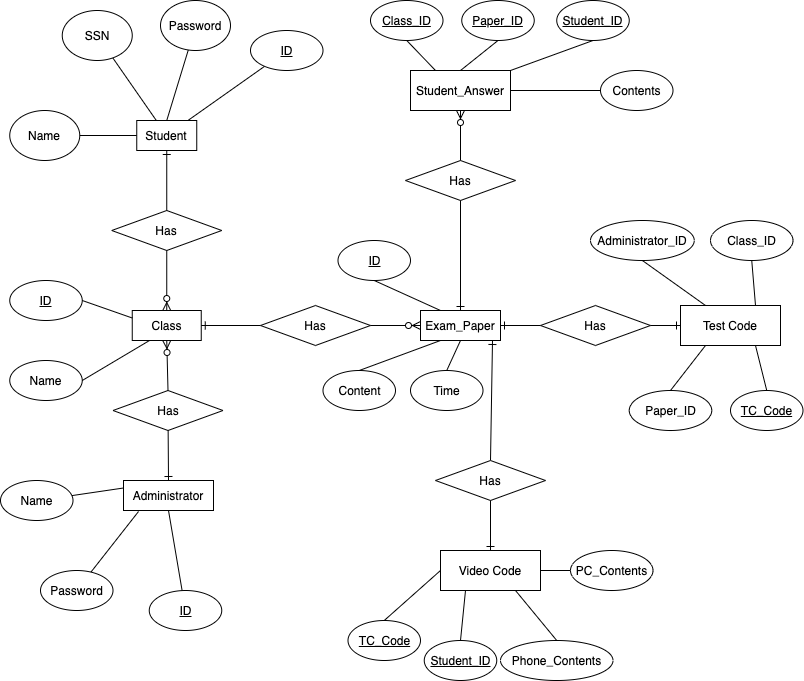 Class_ID
Paper_ID
Student_ID
SSN
Password
ID
Student_Answer
Contents
Name
Student
Has
Has
Administrator_ID
Class_ID
ID
ID
Class
Has
Exam_Paper
Has
Test Code
Name
Content
Time
Has
Paper_ID
TC_Code
Has
Name
Administrator
Password
ID
Video Code
PC_Contents
TC_Code
Student_ID
Phone_Contents